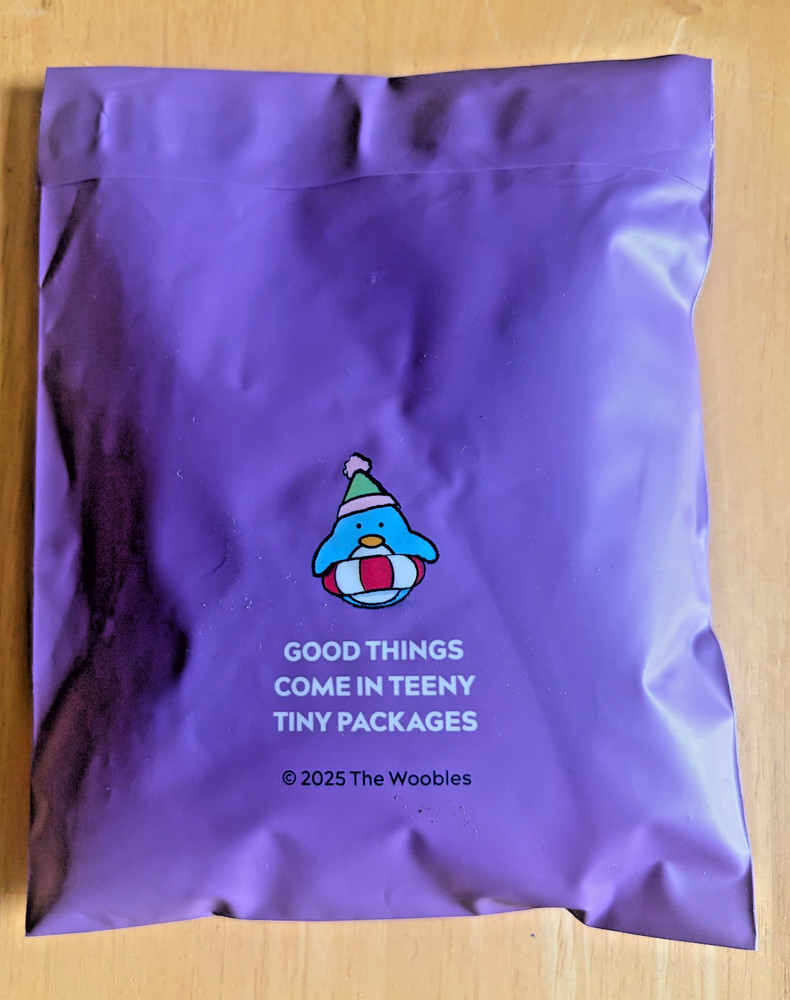 GOOD THINGS
COME IN TEENY
TINY PACKAGES
© 2025 The Woobles